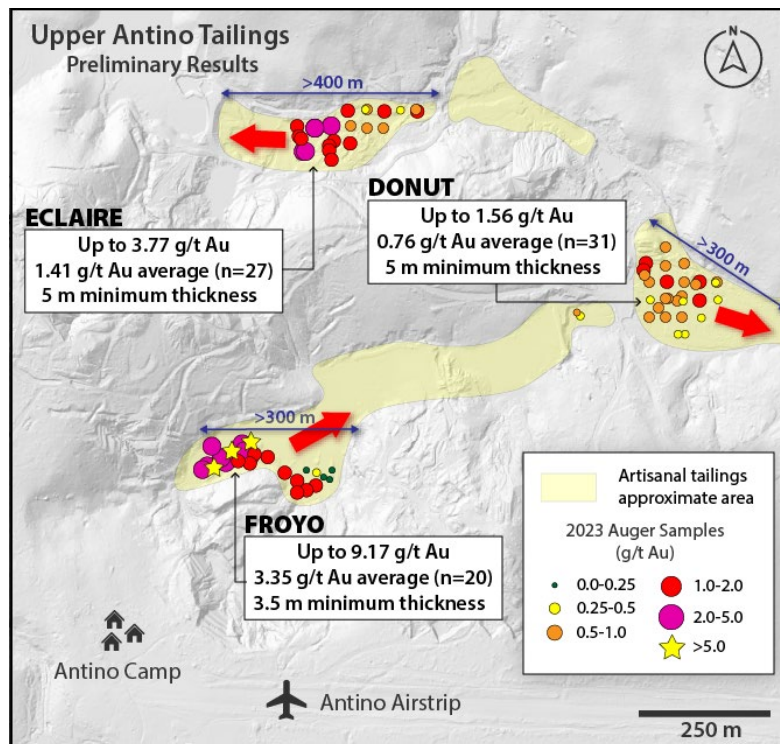 Upper Antino Tailings
Preliminary Results
N
>400 m
ECLAIRE
Up to 3.77 g/t Au
1.41 g/t Au average (n=27)
5 m minimum thickness
DONUT
Up to 1.56 g/t Au
0.76 g/t Au average (n=31)
5 m minimum thickness
>300 m
>300 m
FROYO
Up to 9.17 g/t Au
3.35 g/t Au average (n=20)
3.5 m minimum thickness
Artisanal tailings
approximate area
2023 Auger Samples
(g/t Au)
0.0-0.25
0.25-0.5
0.5-1.0
1.0-2.0
2.0-5.0
>5.0
Antino Camp
Antino Airstrip
250 m